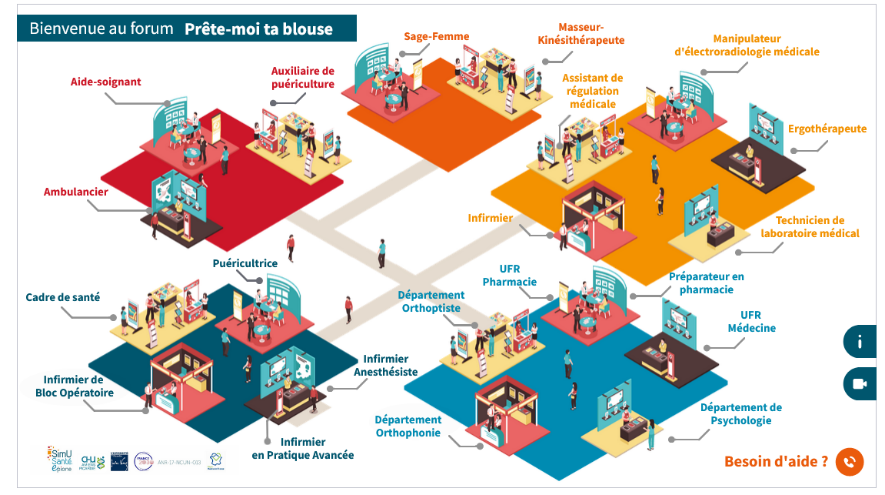 Bienvenue au forum Prête-moi ta blouse
Sage-Femme
Masseur-
Kinésithérapeute
Manipulateur
d'électroradiologie médicale
Aide-soignant
Auxiliaire de
puériculture
Assistant de
régulation
médicale
Ergothérapeute
Ambulancier
Infirmier
Technicien de
laboratoire médical
Puéricultrice
UFR
Pharmacie
Préparateur en
pharmacie
Cadre de santé
Département
Orthoptiste
UFR
Médecine
Infirmier de
Bloc Opératoire
Infirmier
Anesthésiste
Département
Orthophonie
Département de
Psychologie
Infirmier
en Pratique Avancée
SimU
Santé
CHU
Besoin d'aide ?